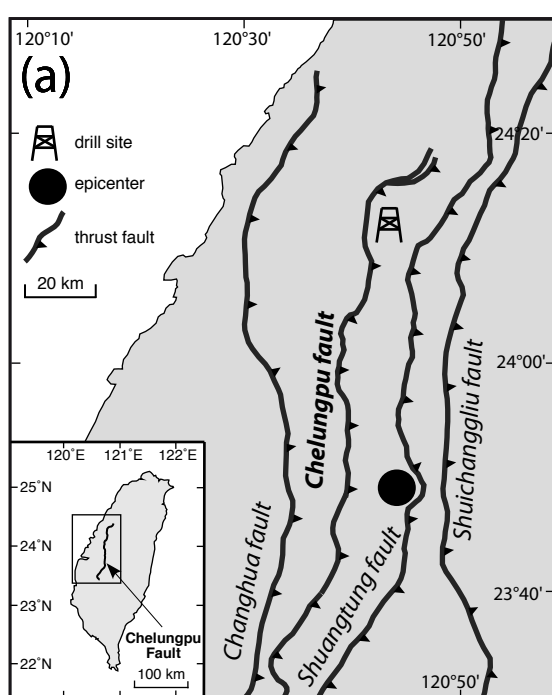 120°10'
120°30'
120°50'
(a)
24°20'
drill site
epicenter
thrust fault
20 km
24°00'
Chelungpu fault
Shuichanggliu fault
Changhua fault
Shuangtung fault
23°40'
120°50'
120°E
121°E
122°E
25°N
24°N
23°N
22°N
Chelungpu
Fault
100 km